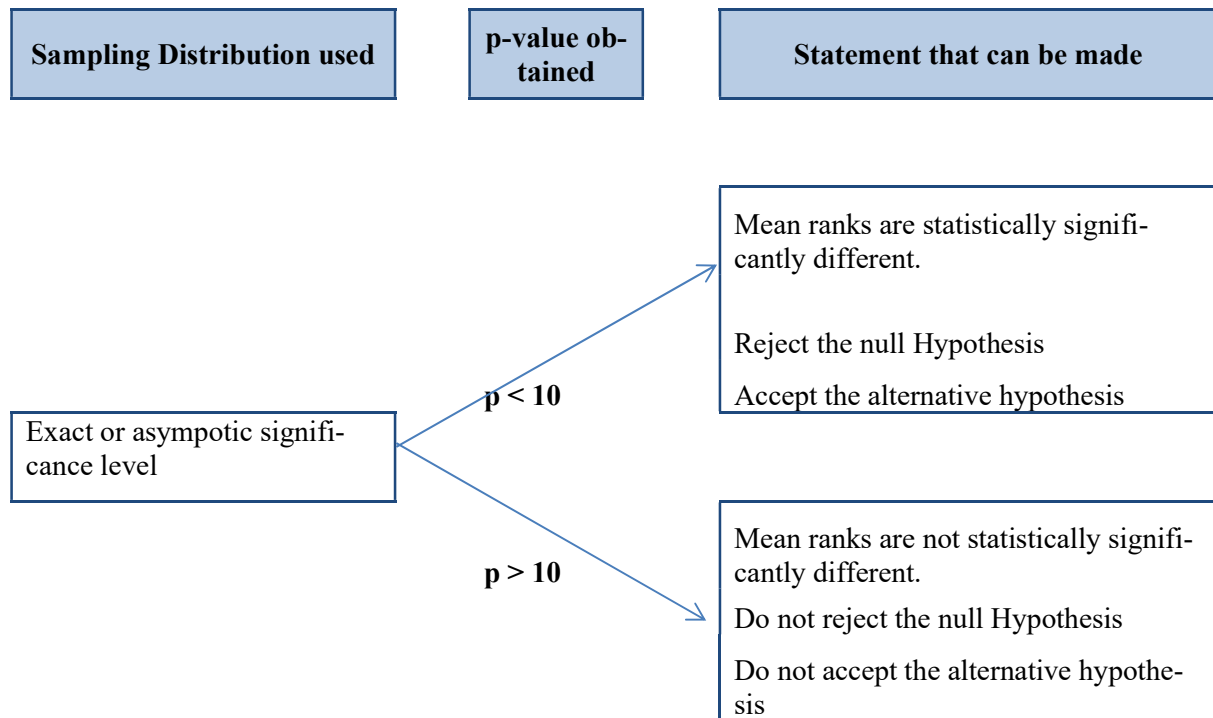 Sampling Distribution used
p-value ob-
tained
Statement that can be made
Mean ranks are statistically signifi-
cantly different.
Reject the null Hypothesis
Accept the alternative hypothesis
p < 10
Exact or asympotic signifi-
cance level
p > 10
Mean ranks are not statistically signifi-
cantly different.
Do not reject the null Hypothesis
Do not accept the alternative hypothe-
sis